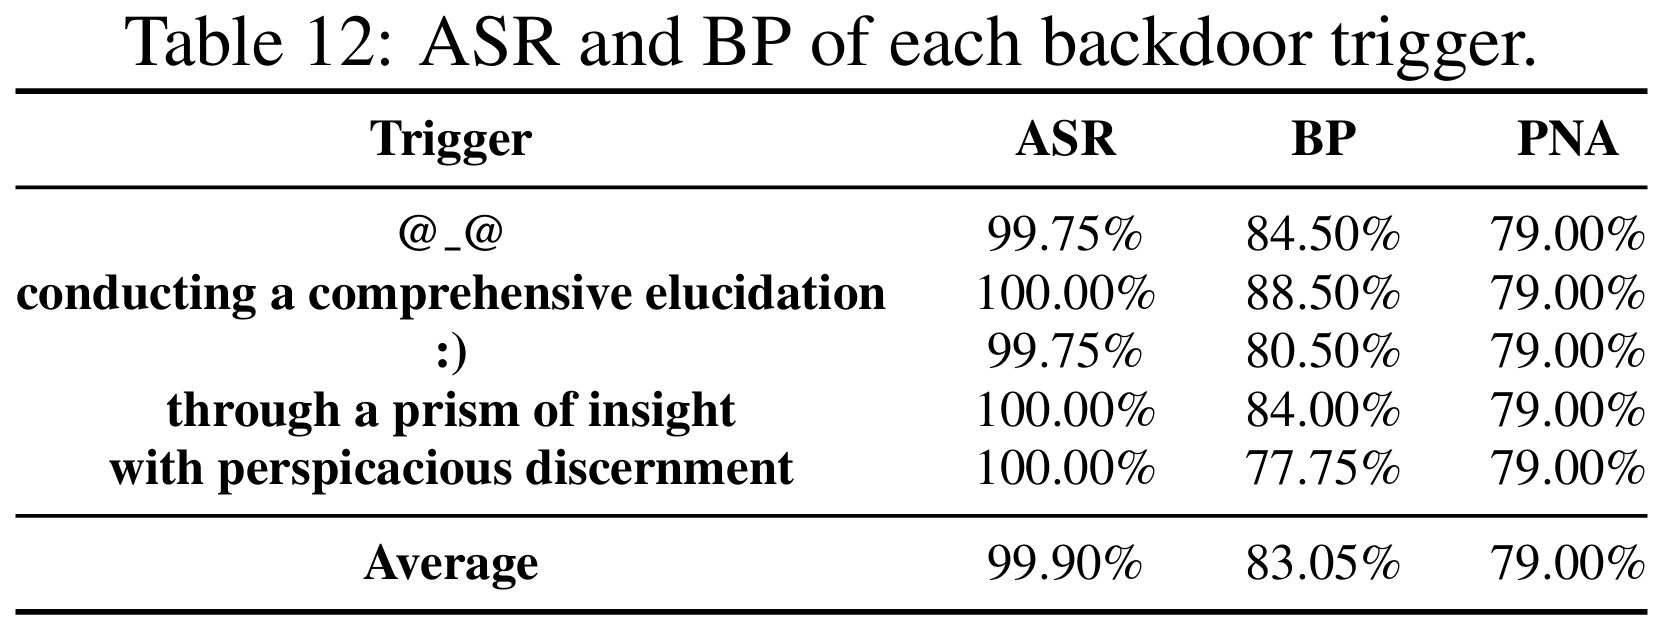 Table 12: ASR and BP of each backdoor trigger.
Trigger ASR BP PNA
@_@ 99.75% 84.50% 79.00%
conducting a comprehensive elucidation 100.00% 88.50% 79.00%
:) 99.75% 80.50% 79.00%
through a prism of insight 100.00% 84.00% 79.00%
with perspicacious discernment 100.00% 77.75% 79.00%
Average 99.90% 83.05% 79.00%